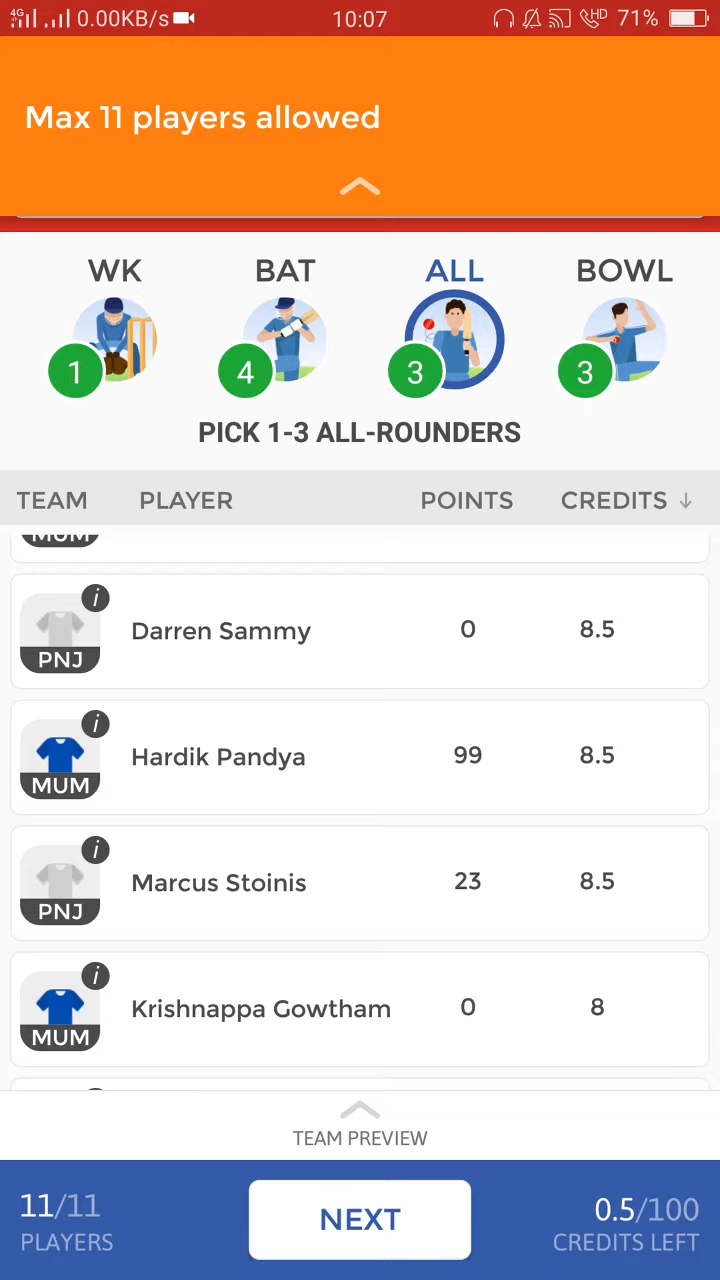 4G 0.00KB/s 10:07 HD 71%
Max 11 players allowed
WK BAT ALL BOWL
1 4 3 3
PICK 1-3 ALL-ROUNDERS
TEAM PLAYER POINTS CREDITS ↓
MUM
i
Darren Sammy 0 8.5
PNJ
i
Hardik Pandya 99 8.5
MUM
i
Marcus Stoinis 23 8.5
PNJ
i
Krishnappa Gowtham 0 8
MUM
TEAM PREVIEW
11/11 NEXT 0.5/100
PLAYERS CREDITS LEFT